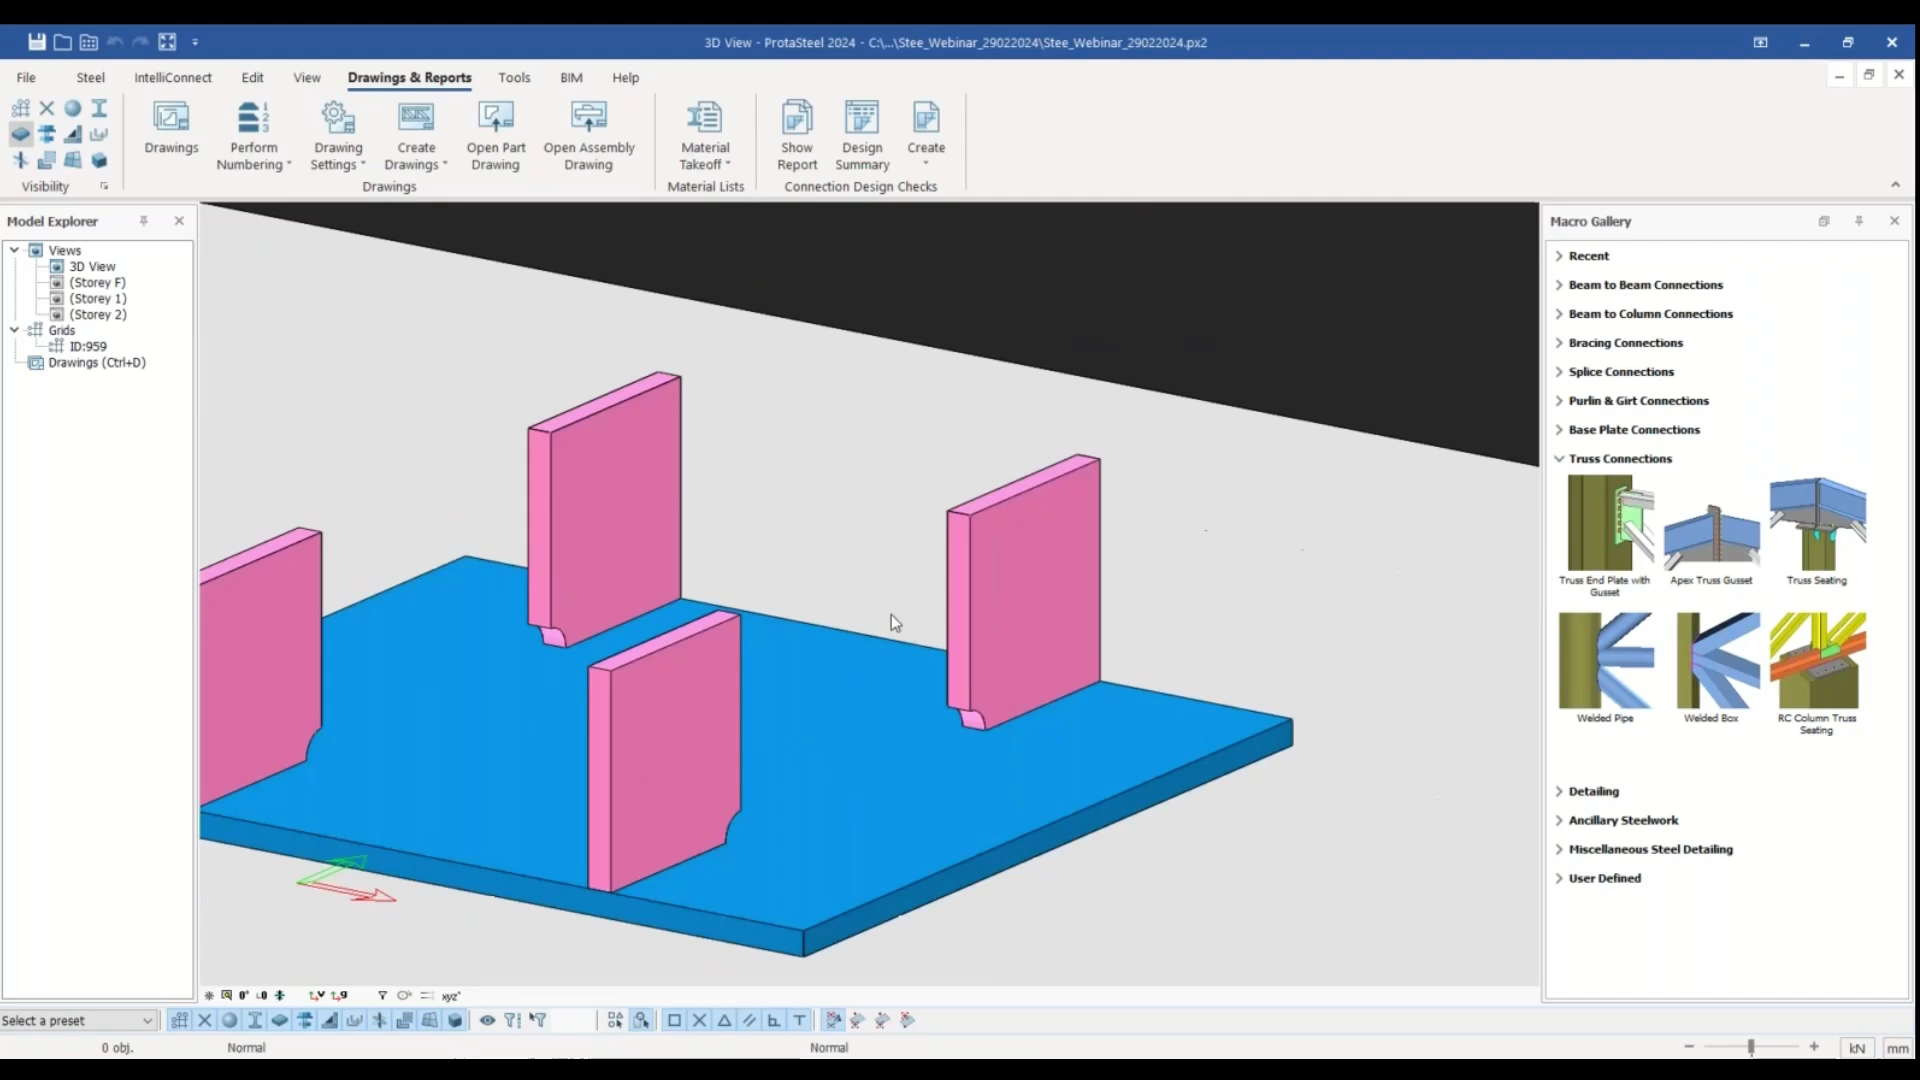 3D View - ProtaSteel 2024 - C:\...\Stee_Webinar_29022024\Stee_Webinar_29022024.px2
File Steel IntelliConnect Edit View Drawings & Reports Tools BIM Help
Drawings
Perform Numbering
Drawing Settings
Create Drawings
Open Part Drawing
Open Assembly Drawing
Material Takeoff
Show Report
Design Summary
Create
Visibility
Drawings
Material Lists
Connection Design Checks
Model Explorer
Views
3D View
(Storey F)
(Storey 1)
(Storey 2)
Grids
ID:959
Drawings (Ctrl+D)
Macro Gallery
Recent
Beam to Beam Connections
Beam to Column Connections
Bracing Connections
Splice Connections
Purlin & Girt Connections
Base Plate Connections
Truss Connections
Truss End Plate with Gusset
Apex Truss Gusset
Truss Seating
Welded Pipe
Welded Box
RC Column Truss Seating
Detailing
Ancillary Steelwork
Miscellaneous Steel Detailing
User Defined
xyz
Select a preset
0 obj.
Normal
Normal
kN
mm